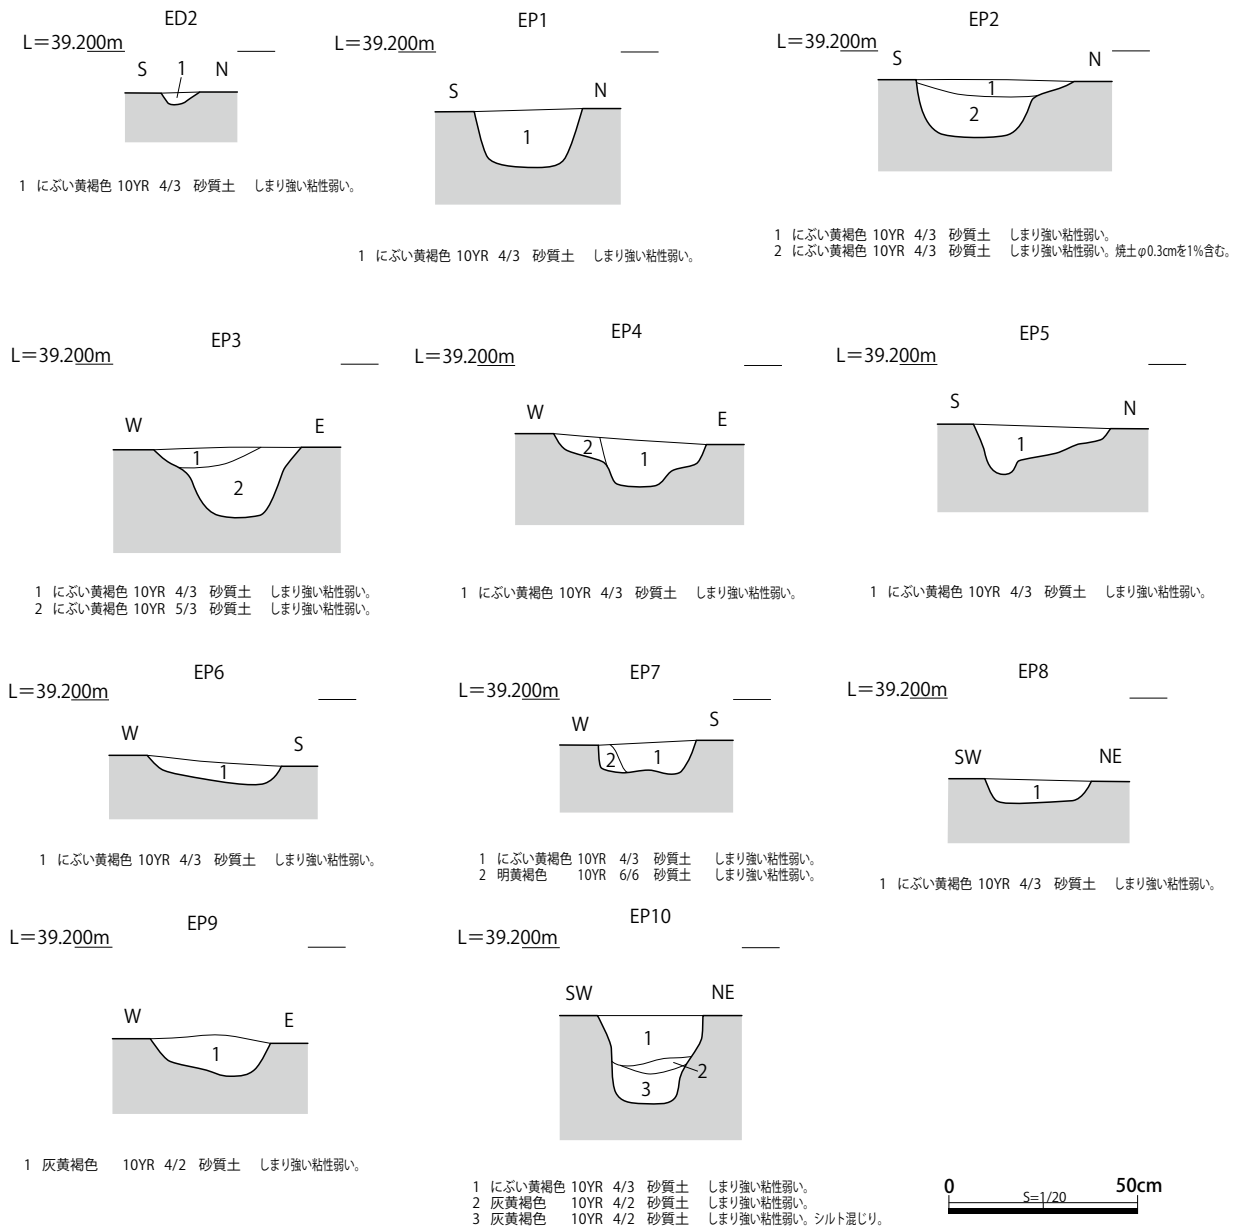 ED2
L=39.200m
S 1 N
1 にぶい黄褐色 10YR 4/3 砂質土 しまり強い粘性弱い。
EP1
L=39.200m
S N
1
1 にぶい黄褐色 10YR 4/3 砂質土 しまり強い粘性弱い。
EP2
L=39.200m
S N
1
2
1 にぶい黄褐色 10YR 4/3 砂質土 しまり強い粘性弱い。
2 にぶい黄褐色 10YR 4/3 砂質土 しまり強い粘性弱い。焼土φ0.3cmを1%含む。
EP3
L=39.200m
W E
1
2
1 にぶい黄褐色 10YR 4/3 砂質土 しまり強い粘性弱い。
2 にぶい黄褐色 10YR 5/3 砂質土 しまり強い粘性弱い。
EP4
L=39.200m
W E
2 1
1 にぶい黄褐色 10YR 4/3 砂質土 しまり強い粘性弱い。
EP5
L=39.200m
S N
1
1 にぶい黄褐色 10YR 4/3 砂質土 しまり強い粘性弱い。
EP6
L=39.200m
W S
1
1 にぶい黄褐色 10YR 4/3 砂質土 しまり強い粘性弱い。
EP7
L=39.200m
W S
2 1
1 にぶい黄褐色 10YR 4/3 砂質土 しまり強い粘性弱い。
2 明黄褐色 10YR 6/6 砂質土 しまり強い粘性弱い。
EP8
L=39.200m
SW NE
1
1 にぶい黄褐色 10YR 4/3 砂質土 しまり強い粘性弱い。
EP9
L=39.200m
W E
1
1 灰黄褐色 10YR 4/2 砂質土 しまり強い粘性弱い。
EP10
L=39.200m
SW NE
1
2
3
1 にぶい黄褐色 10YR 4/3 砂質土 しまり強い粘性弱い。
2 灰黄褐色 10YR 4/2 砂質土 しまり強い粘性弱い。
3 灰黄褐色 10YR 4/2 砂質土 しまり強い粘性弱い。シルト混じり。
0 50cm
S=1/20